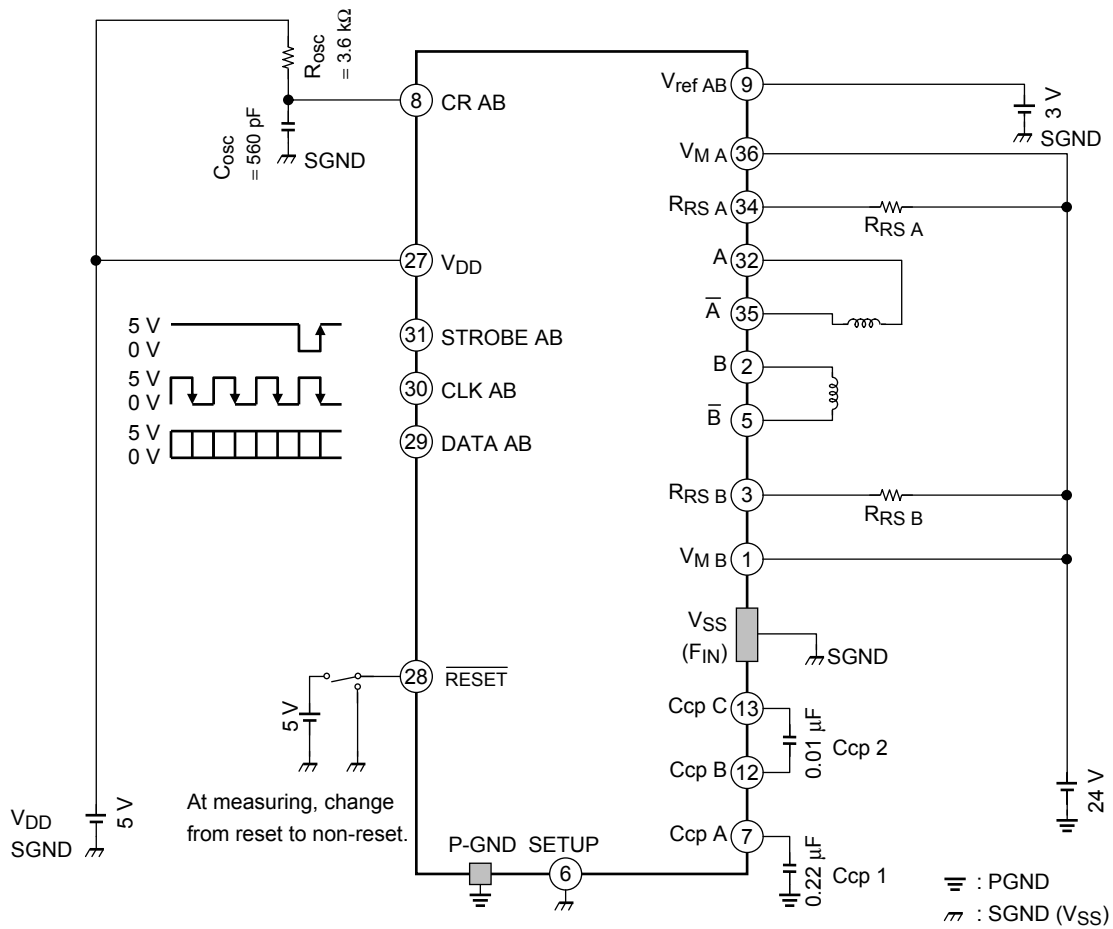 Rosc
= 3.6 kΩ
Cosc
= 560 pF
SGND
8
CR AB
27
VDD
5 V
0 V
31
STROBE AB
5 V
0 V
30
CLK AB
5 V
0 V
29
DATA AB
28
RESET
5 V
At measuring, change
from reset to non-reset.
VDD
SGND
5 V
P-GND
SETUP
6
Vref AB
9
3 V
SGND
VM A
36
RRS A
34
RRS A
A
32
A
35
B
2
B
5
RRS B
3
RRS B
VM B
1
VSS
(FIN)
SGND
Ccp C
13
0.01 μF
Ccp 2
Ccp B
12
Ccp A
7
0.22 μF
Ccp 1
24 V
: PGND
: SGND (VSS)